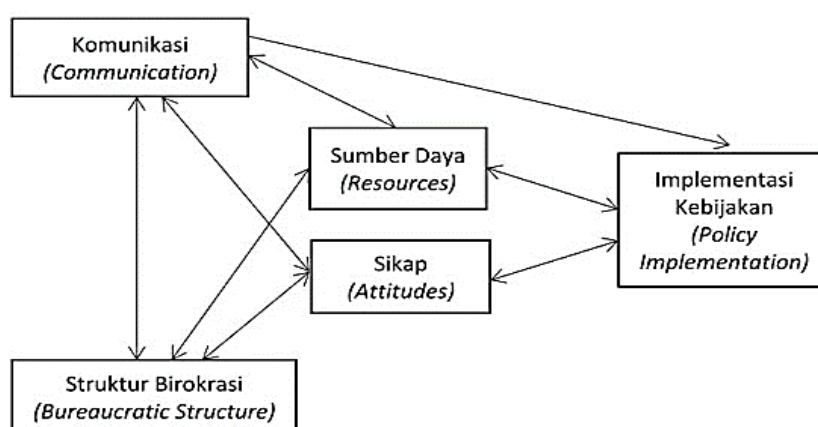 Komunikasi
(Communication)
Sumber Daya
(Resources)
Implementasi
Kebijakan
(Policy
Implementation)
Sikap
(Attitudes)
Struktur Birokrasi
(Bureaucratic Structure)